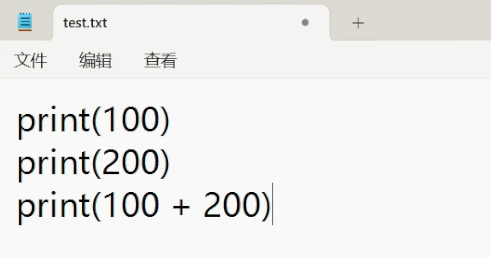 test.txt
文件 编辑 查看
print(100)
print(200)
print(100 + 200)